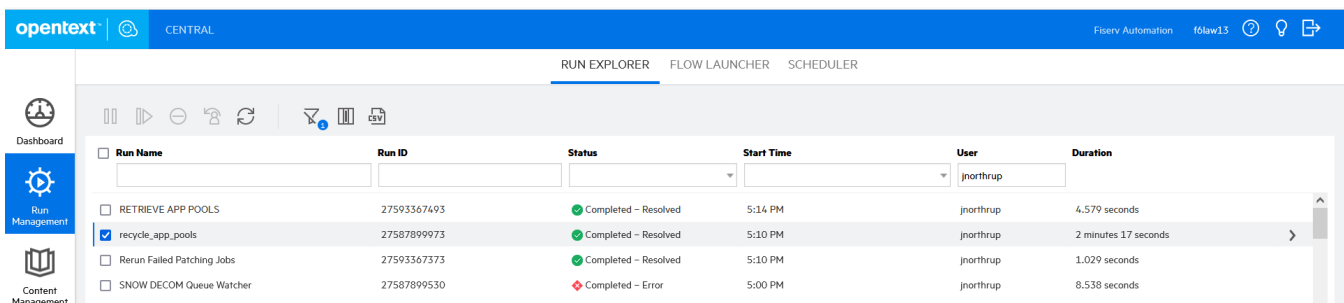 opentext™ CENTRAL Fiserv Automation f6law13
RUN EXPLORER FLOW LAUNCHER SCHEDULER
1 CSV
Dashboard
Run Management
Content Management
Run Name Run ID Status Start Time User Duration
jnorthrup
RETRIEVE APP POOLS 27593367493 Completed – Resolved 5:14 PM jnorthrup 4.579 seconds
recycle_app_pools 27587899973 Completed – Resolved 5:10 PM jnorthrup 2 minutes 17 seconds
Rerun Failed Patching Jobs 27593367373 Completed – Resolved 5:10 PM jnorthrup 1.029 seconds
SNOW DECOM Queue Watcher 27587899530 Completed – Error 5:00 PM jnorthrup 8.538 seconds